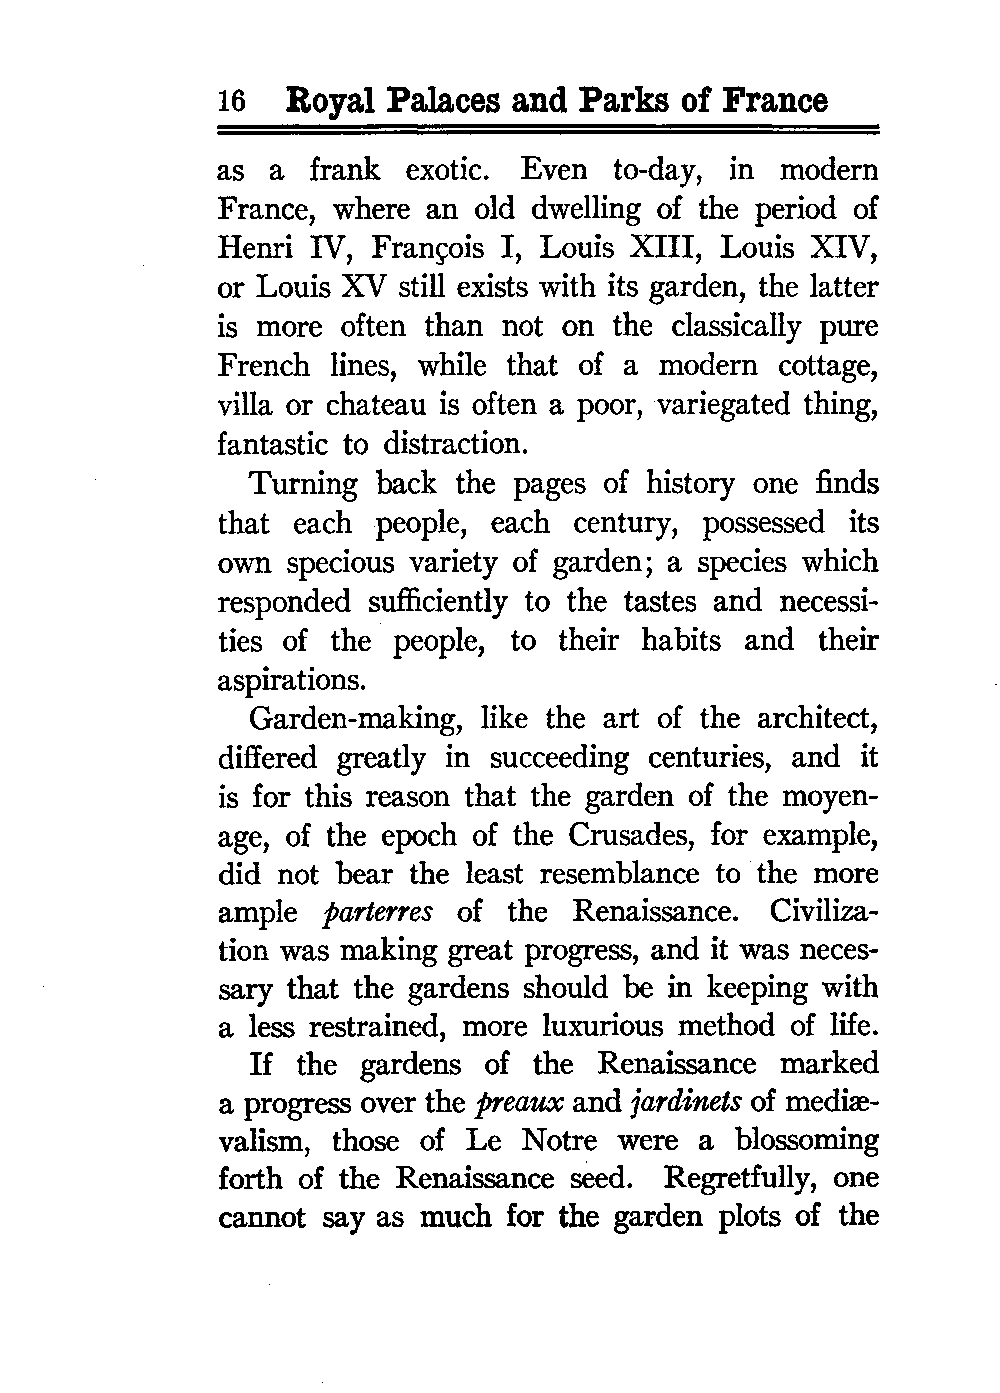 16 Royal Palaces and Parks of France
as a frank exotic. Even to-day, in modern
France, where an old dwelling of the period of
Henri IV, François I, Louis XIII, Louis XIV,
or Louis XV still exists with its garden, the latter
is more often than not on the classically pure
French lines, while that of a modern cottage,
villa or chateau is often a poor, variegated thing,
fantastic to distraction.
Turning back the pages of history one finds
that each people, each century, possessed its
own specious variety of garden; a species which
responded sufficiently to the tastes and necessi-
ties of the people, to their habits and their
aspirations.
Garden-making, like the art of the architect,
differed greatly in succeeding centuries, and it
is for this reason that the garden of the moyen-
age, of the epoch of the Crusades, for example,
did not bear the least resemblance to the more
ample parterres of the Renaissance. Civiliza-
tion was making great progress, and it was neces-
sary that the gardens should be in keeping with
a less restrained, more luxurious method of life.
If the gardens of the Renaissance marked
a progress over the preaux and jardinets of mediæ-
valism, those of Le Notre were a blossoming
forth of the Renaissance seed. Regretfully, one
cannot say as much for the garden plots of the